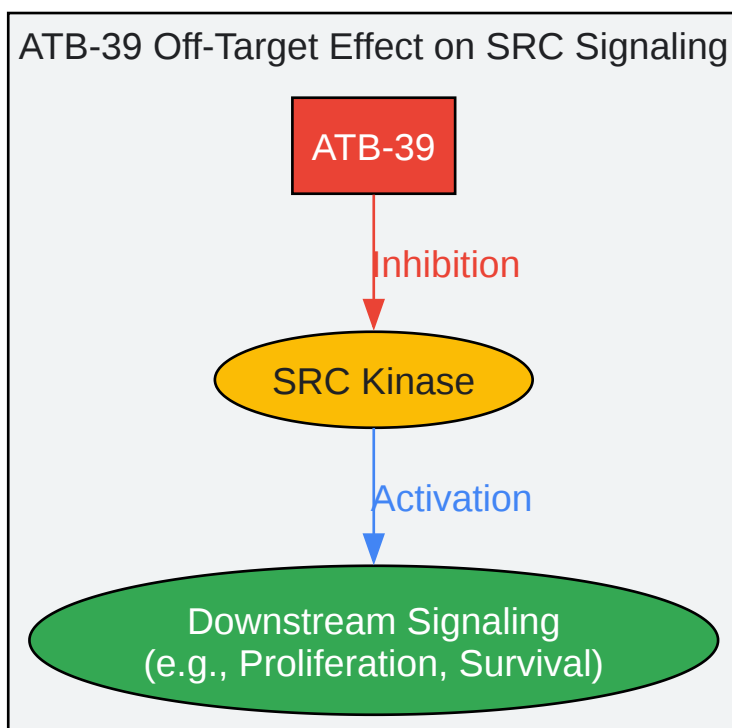 ATB-39 Off-Target Effect on SRC Signaling
ATB-39
Inhibition
SRC Kinase
Activation
Downstream Signaling
(e.g., Proliferation, Survival)